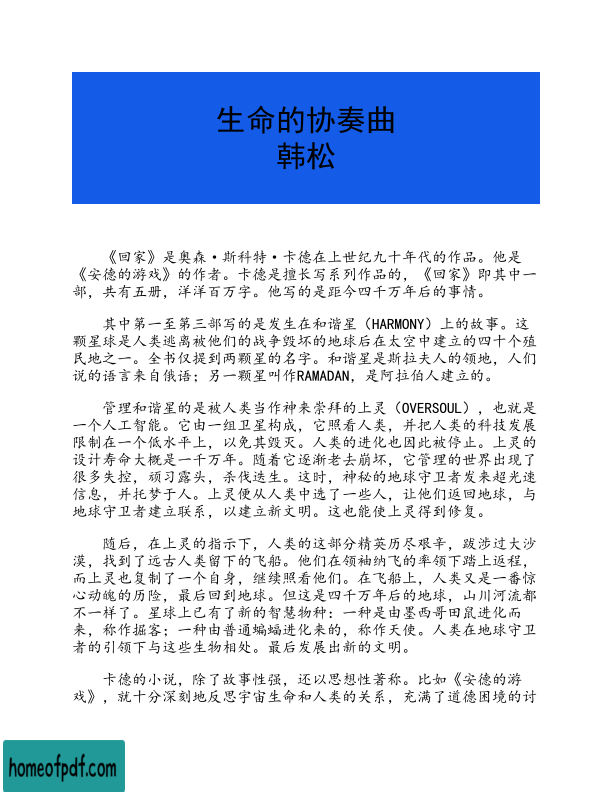 生命的协奏曲
韩松
《回家》是奥森·斯科特·卡德在上世纪九十年代的作品。他是
《安德的游戏》的作者。卡德是擅长写系列作品的，《回家》即其中一
部，共有五册，洋洋百万字。他写的是距今四千万年后的事情。
其中第一至第三部写的是发生在和谐星（HARMONY）上的故事。这
颗星球是人类逃离被他们的战争毁坏的地球后在太空中建立的四十个殖
民地之一。全书仅提到两颗星的名字。和谐星是斯拉夫人的领地，人们
说的语言来自俄语；另一颗星叫作RAMADAN，是阿拉伯人建立的。
管理和谐星的是被人类当作神来崇拜的上灵（OVERSOUL），也就是
一个人工智能。它由一组卫星构成，它照看人类，并把人类的科技发展
限制在一个低水平上，以免其毁灭。人类的进化也因此被停止。上灵的
设计寿命大概是一千万年。随着它逐渐老去崩坏，它管理的世界出现了
很多失控，顽习露头，杀伐迭生。这时，神秘的地球守卫者发来超光速
信息，并托梦于人。上灵便从人类中选了一些人，让他们返回地球，与
地球守卫者建立联系，以建立新文明。这也能使上灵得到修复。
随后，在上灵的指示下，人类的这部分精英历尽艰辛，跋涉过大沙
漠，找到了远古人类留下的飞船。他们在领袖纳飞的率领下踏上返程，
而上灵也复制了一个自身，继续照看他们。在飞船上，人类又是一番惊
心动魄的历险，最后回到地球。但这是四千万年后的地球，山川河流都
不一样了。星球上已有了新的智慧物种：一种是由墨西哥田鼠进化而
来，称作掘客；一种由普通蝙蝠进化来的，称作天使。人类在地球守卫
者的引领下与这些生物相处。最后发展出新的文明。
卡德的小说，除了故事性强，还以思想性著称。比如《安德的游
戏》，就十分深刻地反思宇宙生命和人类的关系，充满了道德困境的讨
homeofpdf.com